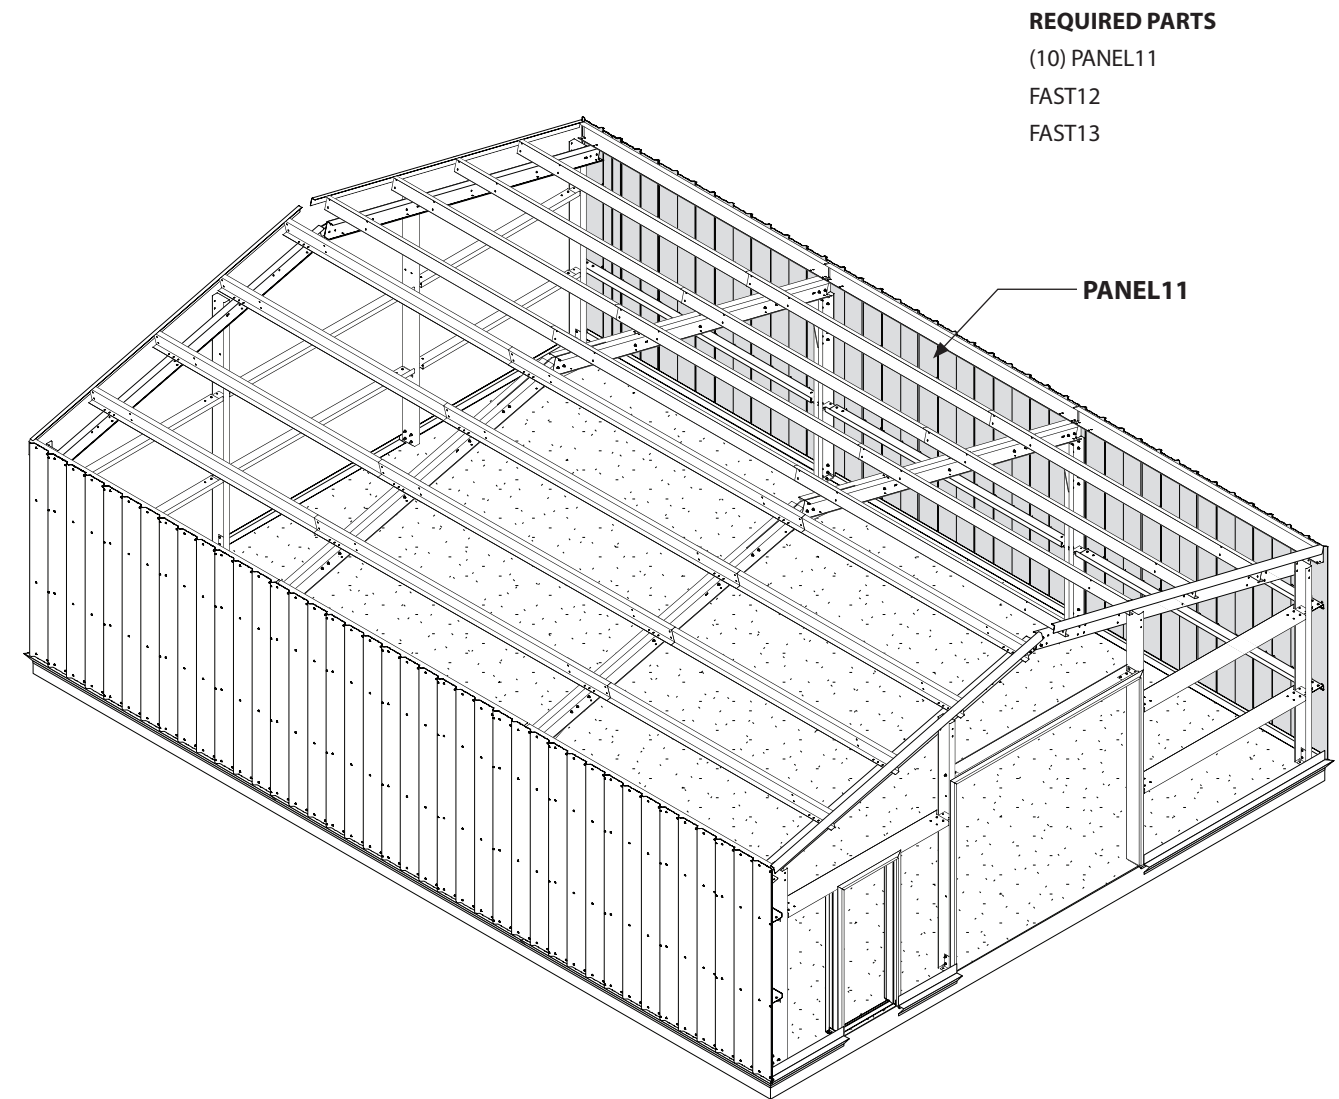 REQUIRED PARTS
(10) PANEL11
FAST12
FAST13
PANEL11